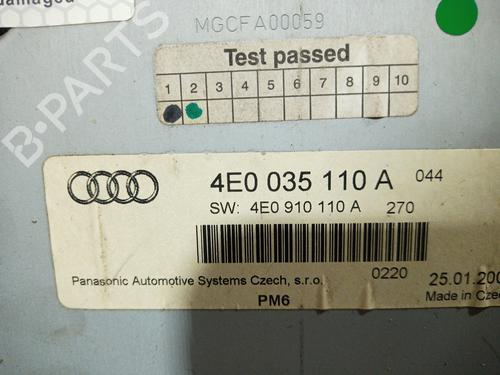 damaged
MGCFA00059
Test passed
1 2 3 4 5 6 7 8 9 10
B-PARTS
4E0 035 110 A 044
SW: 4E0 910 110 A 270
Panasonic Automotive Systems Czech, s.r.o. 0220 25.01.200
PM6 Made in Cze